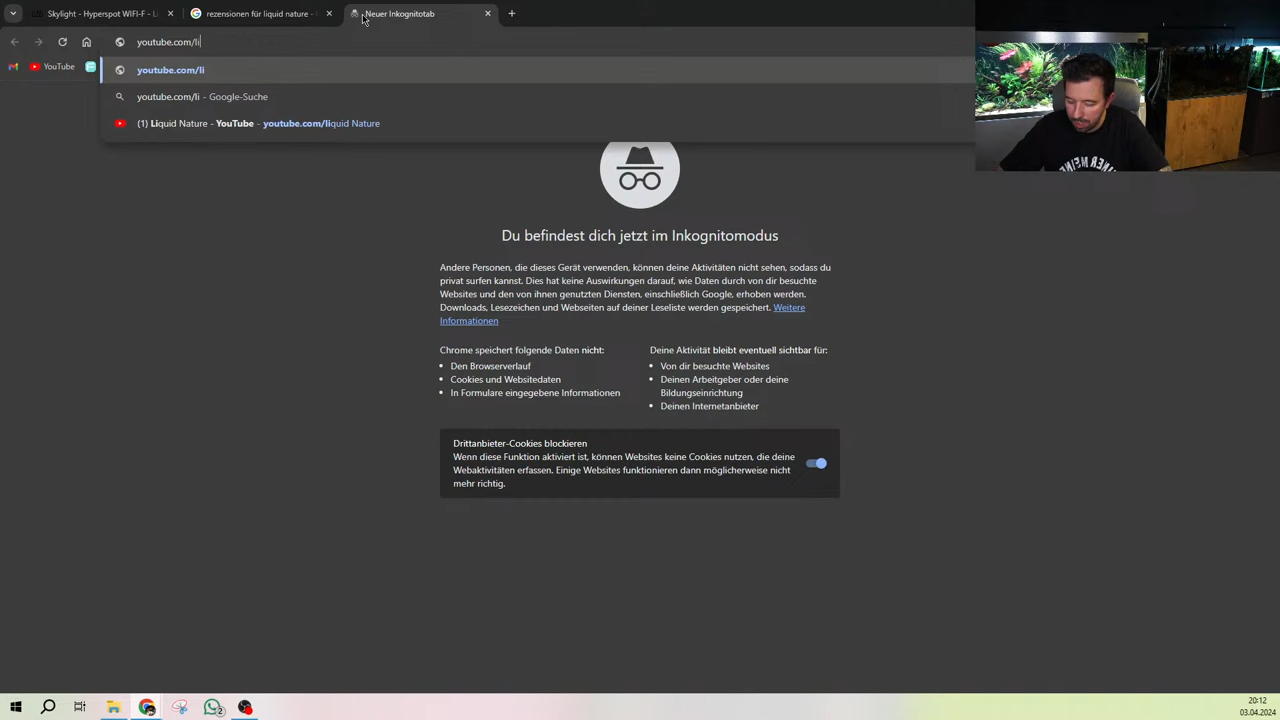 Skylight - Hyperspot WIFI-F - Li
rezensionen für liquid nature -
Neuer Inkognitotab
youtube.com/li
YouTube
youtube.com/li
youtube.com/li - Google-Suche
(1) Liquid Nature - YouTube - youtube.com/liquid Nature
Du befindest dich jetzt im Inkognitomodus
Andere Personen, die dieses Gerät verwenden, können deine Aktivitäten nicht sehen, sodass du
privat surfen kannst. Dies hat keine Auswirkungen darauf, wie Daten durch von dir besuchte
Websites und den von ihnen genutzten Diensten, einschließlich Google, erhoben werden.
Downloads, Lesezeichen und Webseiten auf deiner Leseliste werden gespeichert. Weitere
Informationen
Chrome speichert folgende Daten nicht:
Den Browserverlauf
Cookies und Websitedaten
In Formulare eingegebene Informationen
Deine Aktivität bleibt eventuell sichtbar für:
Von dir besuchte Websites
Deinen Arbeitgeber oder deine
Bildungseinrichtung
Deinen Internetanbieter
Drittanbieter-Cookies blockieren
Wenn diese Funktion aktiviert ist, können Websites keine Cookies nutzen, die deine
Webaktivitäten erfassen. Einige Websites funktionieren dann möglicherweise nicht
mehr richtig.
2
20:12
03.04.2024